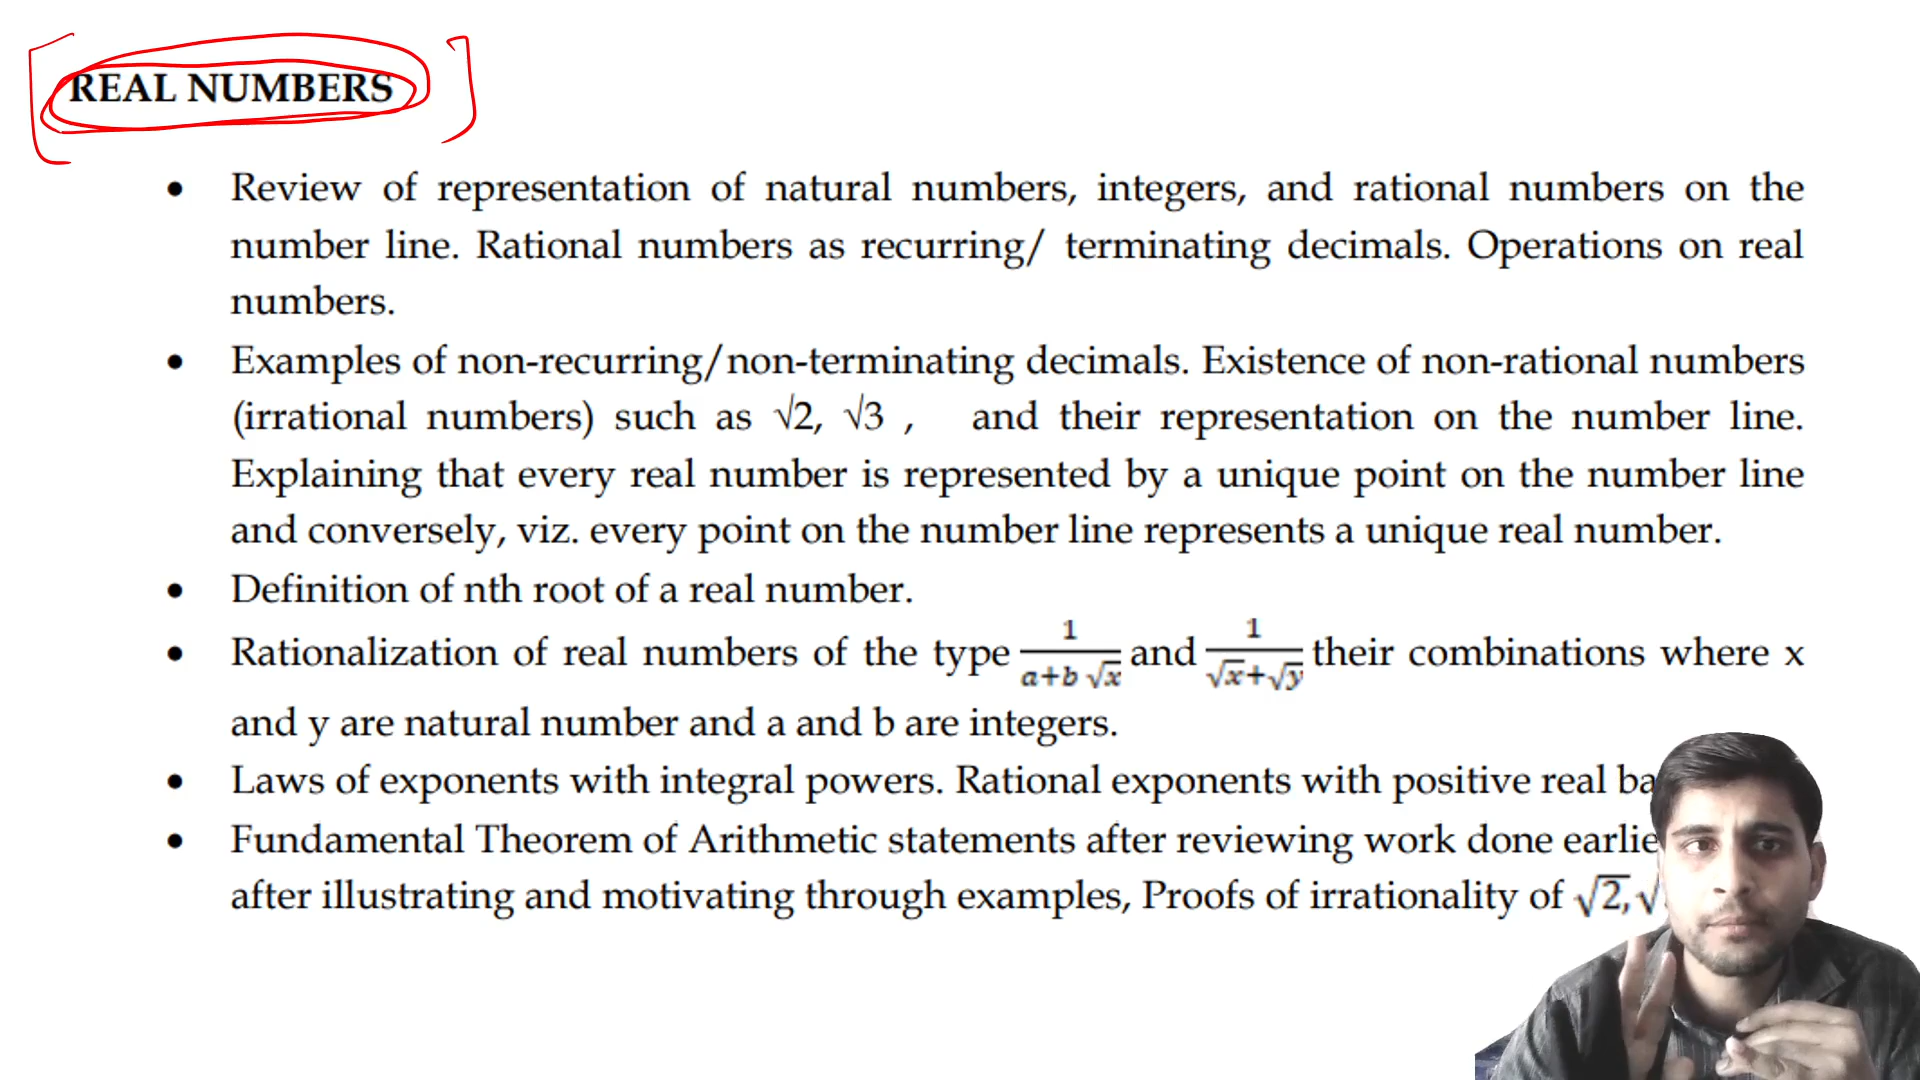 REAL NUMBERS
• Review of representation of natural numbers, integers, and rational numbers on the
number line. Rational numbers as recurring/ terminating decimals. Operations on real
numbers.
• Examples of non-recurring/non-terminating decimals. Existence of non-rational numbers
(irrational numbers) such as √2, √3 , and their representation on the number line.
Explaining that every real number is represented by a unique point on the number line
and conversely, viz. every point on the number line represents a unique real number.
• Definition of nth root of a real number.
• Rationalization of real numbers of the type 1/(a+b √x) and 1/(√x+√y) their combinations where x
and y are natural number and a and b are integers.
• Laws of exponents with integral powers. Rational exponents with positive real
• Fundamental Theorem of Arithmetic statements after reviewing work done
after illustrating and motivating through examples, Proofs of irrationality of √2,